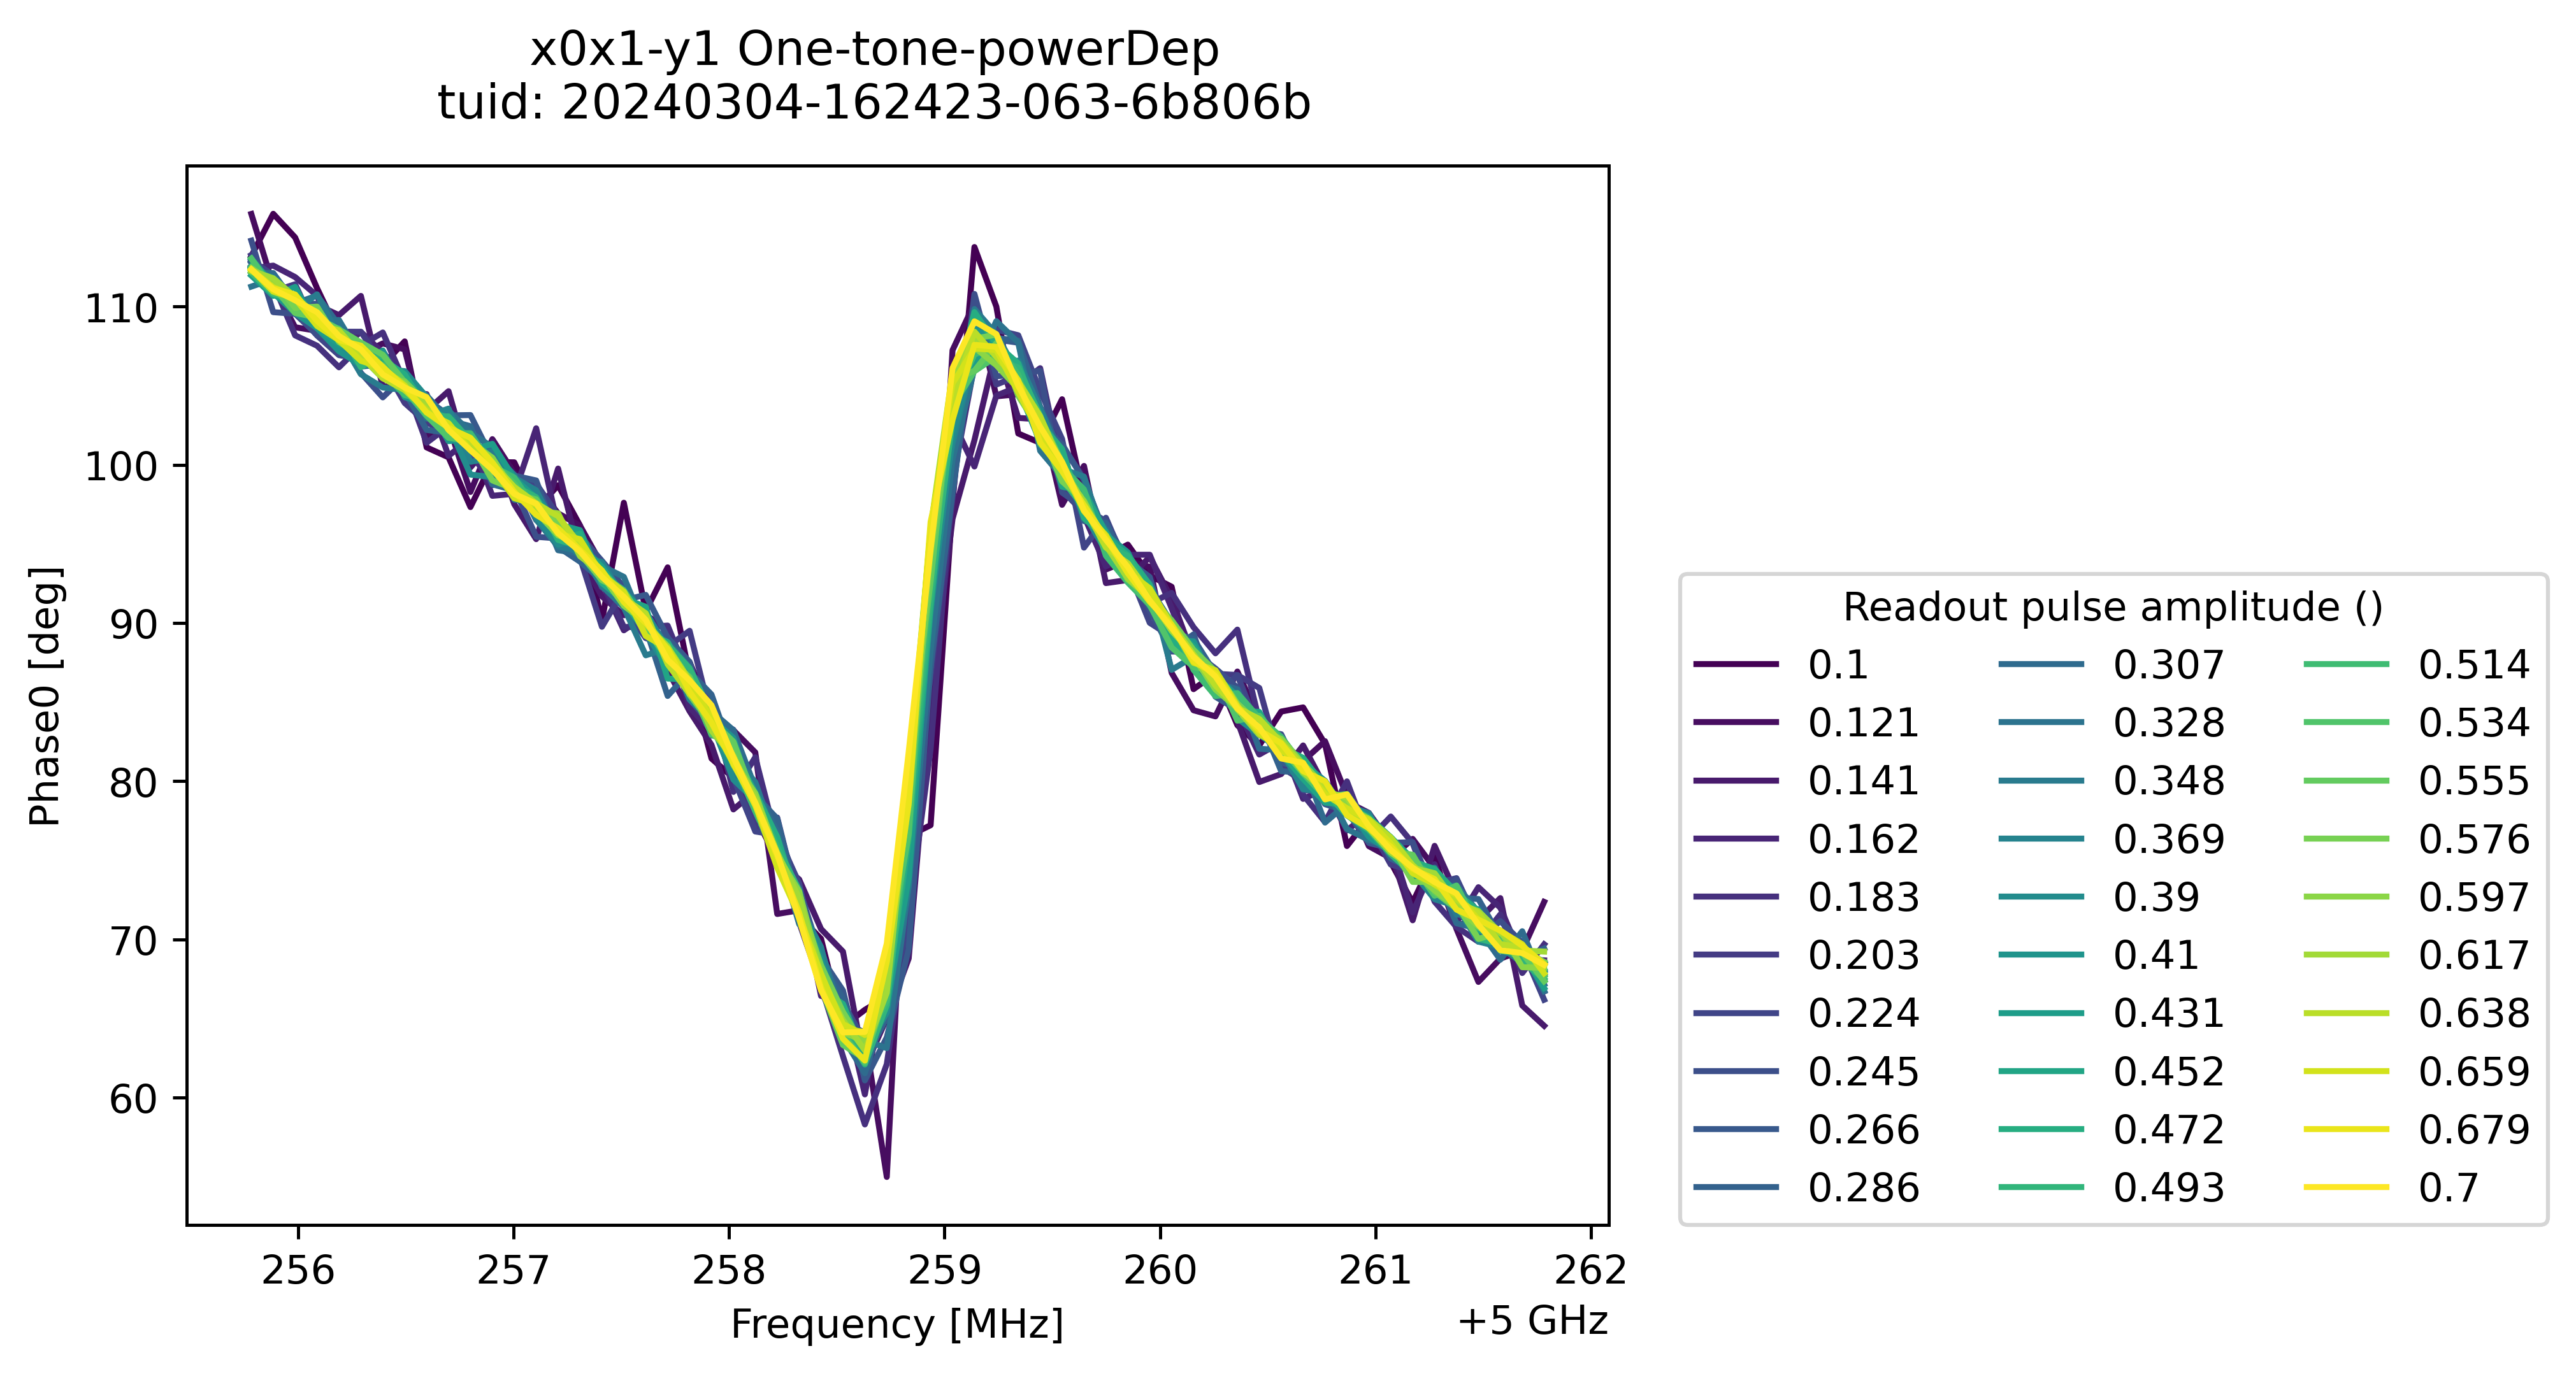 x0x1-y1 One-tone-powerDep
tuid: 20240304-162423-063-6b806b
Phase0 [deg]
110
100
90
80
70
60
256 257 258 259 260 261 262
Frequency [MHz]
+5 GHz
Readout pulse amplitude ()
0.1 0.307 0.514
0.121 0.328 0.534
0.141 0.348 0.555
0.162 0.369 0.576
0.183 0.39 0.597
0.203 0.41 0.617
0.224 0.431 0.638
0.245 0.452 0.659
0.266 0.472 0.679
0.286 0.493 0.7